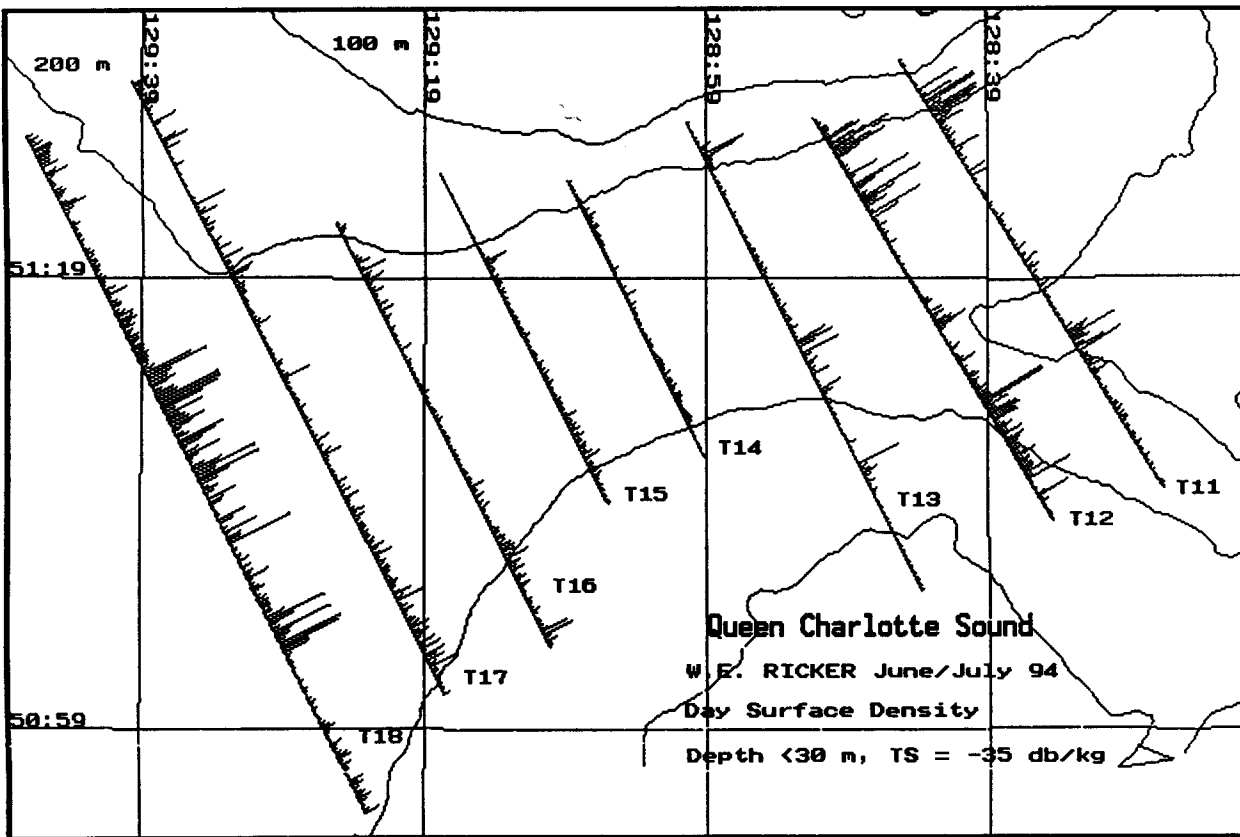 129:39
129:19
128:59
128:39
100 m
200 m
51:19
T14
T15
T11
T13
T12
T16
Queen Charlotte Sound
W.E. RICKER June/July 94
T17
Day Surface Density
50:59
T18
Depth <30 m, TS = -35 db/kg